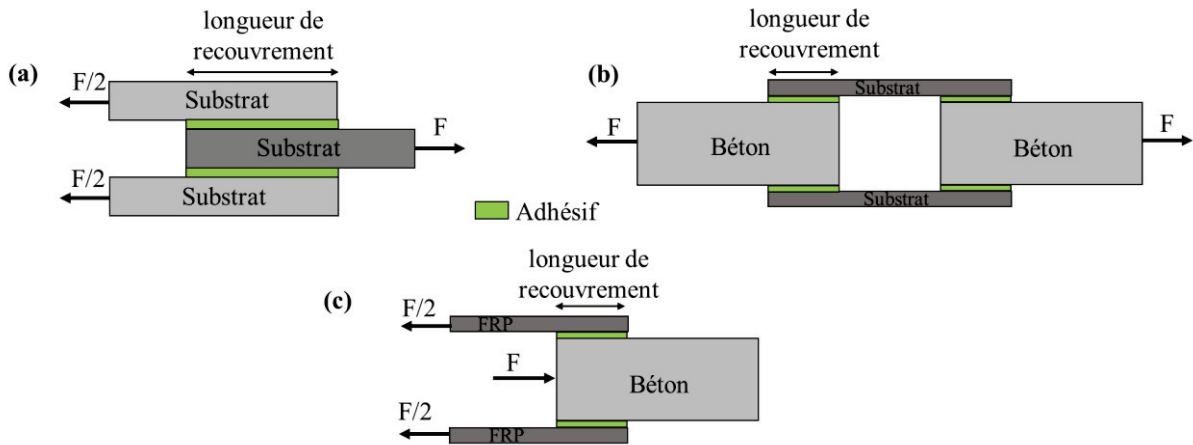 longueur de
recouvrement
(a)
F/2
Substrat
F
Substrat
F/2
Substrat
(b)
longueur de
recouvrement
Substrat
F
Béton
Béton
F
Substrat
Adhésif
(c)
longueur de
recouvrement
F/2
FRP
F
Béton
F/2
FRP